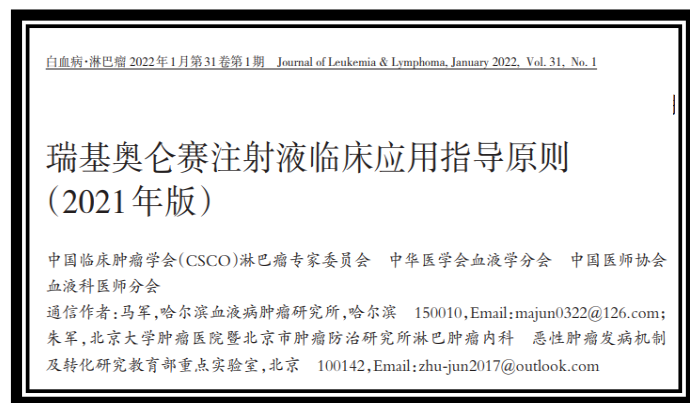 白血病·淋巴瘤 2022年1月第31卷第1期 Journal of Leukemia & Lymphoma, January 2022, Vol. 31, No. 1
瑞基奥仑赛注射液临床应用指导原则
(2021年版)
中国临床肿瘤学会(CSCO)淋巴瘤专家委员会 中华医学会血液学分会 中国医师协会
血液科医师分会
通信作者:马军,哈尔滨血液病肿瘤研究所,哈尔滨 150010,Email:majun0322@126.com;
朱军,北京大学肿瘤医院暨北京市肿瘤防治研究所淋巴肿瘤内科 恶性肿瘤发病机制
及转化研究教育部重点实验室,北京 100142,Email:zhu-jun2017@outlook.com